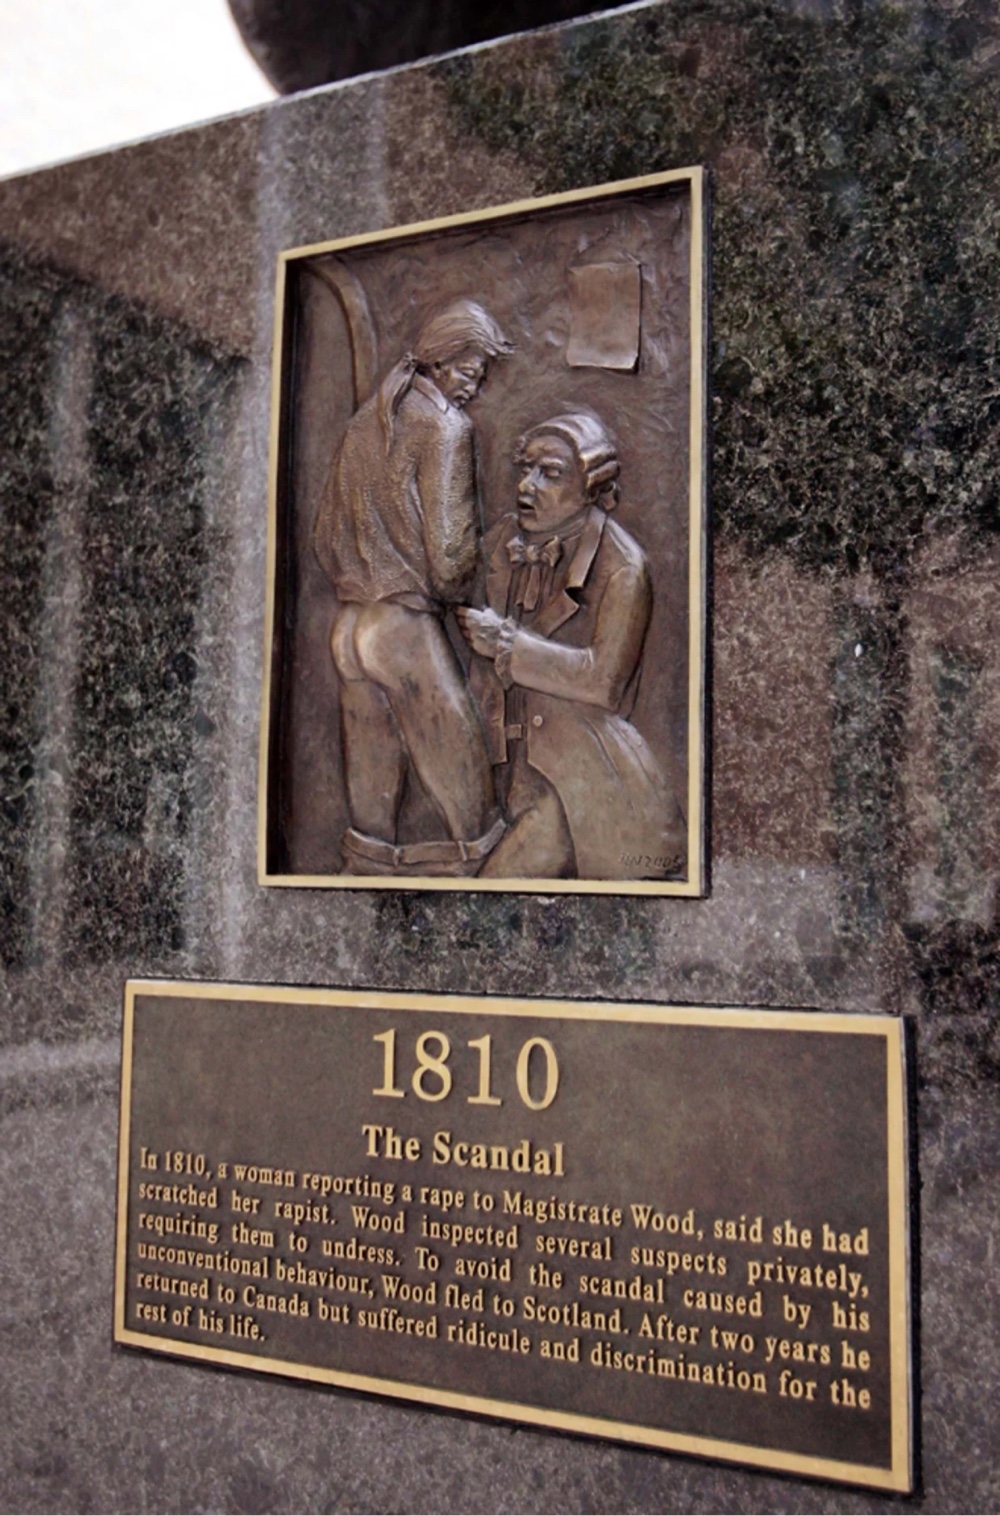 1810
The Scandal
In 1810, a woman reporting a rape to Magistrate Wood, said she had
scratched her rapist. Wood inspected several suspects privately,
requiring them to undress. To avoid the scandal caused by his
unconventional behaviour, Wood fled to Scotland. After two years he
returned to Canada but suffered ridicule and discrimination for the
rest of his life.